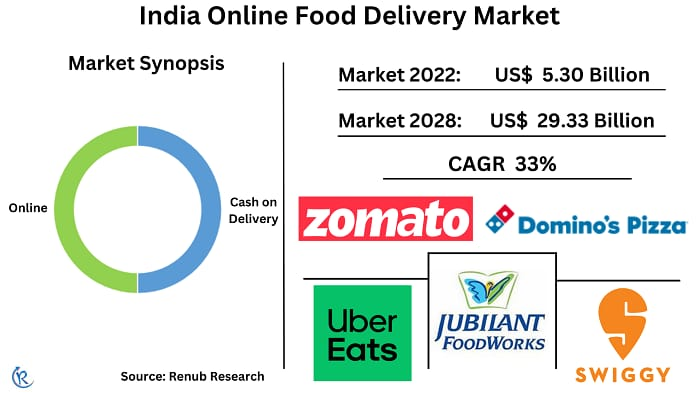 India Online Food Delivery Market
Market Synopsis
Online
Cash on
Delivery
Source: Renub Research
Market 2022: US$ 5.30 Billion
Market 2028: US$ 29.33 Billion
CAGR 33%
zomato
Domino's Pizza
Uber
Eats
JUBILANT
FOODWORKS
SWIGGY
R